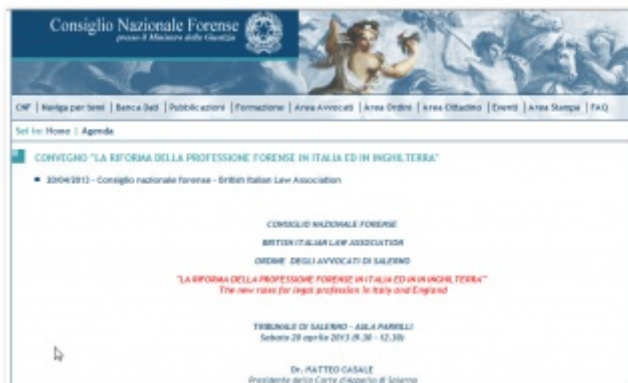 Consiglio Nazionale Forense
presso il Ministero della Giustizia
CNF | Naviga per temi | Banca Dati | Pubblicazioni | Formazione | Area Avvocati | Area Ordini | Area Cittadino | Eventi | Area Stampa | FAQ
Sei in: Home | Agenda
CONVEGNO "LA RIFORMA DELLA PROFESSIONE FORENSE IN ITALIA ED IN INGHILTERRA"
20/04/2013 - Consiglio nazionale forense - British Italian Law Association
CONSIGLIO NAZIONALE FORENSE
BRITISH ITALIAN LAW ASSOCIATION
ORDINE DEGLI AVVOCATI DI SALERNO
"LA RIFORMA DELLA PROFESSIONE FORENSE IN ITALIA ED IN INGHILTERRA"
The new rules for legal profession in Italy and England
TRIBUNALE DI SALERNO - AULA PARRILLI
Sabato 20 aprile 2013 (9.30 - 12.30)
Dr. MATTEO CASALE
Presidente della Corte d'Appello di Salerno